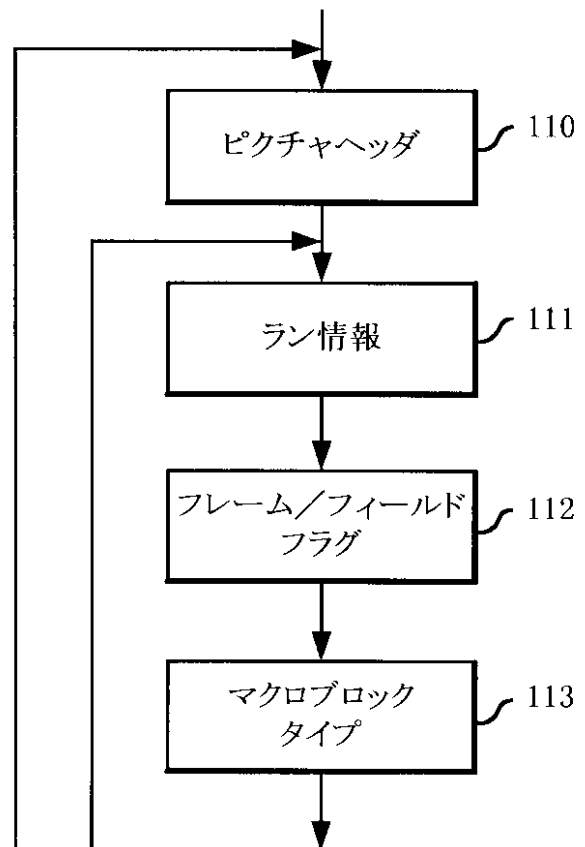 ピクチャヘッダ
110
ラン情報
111
フレーム／フィールド
フラグ
112
マクロブロック
タイプ
113